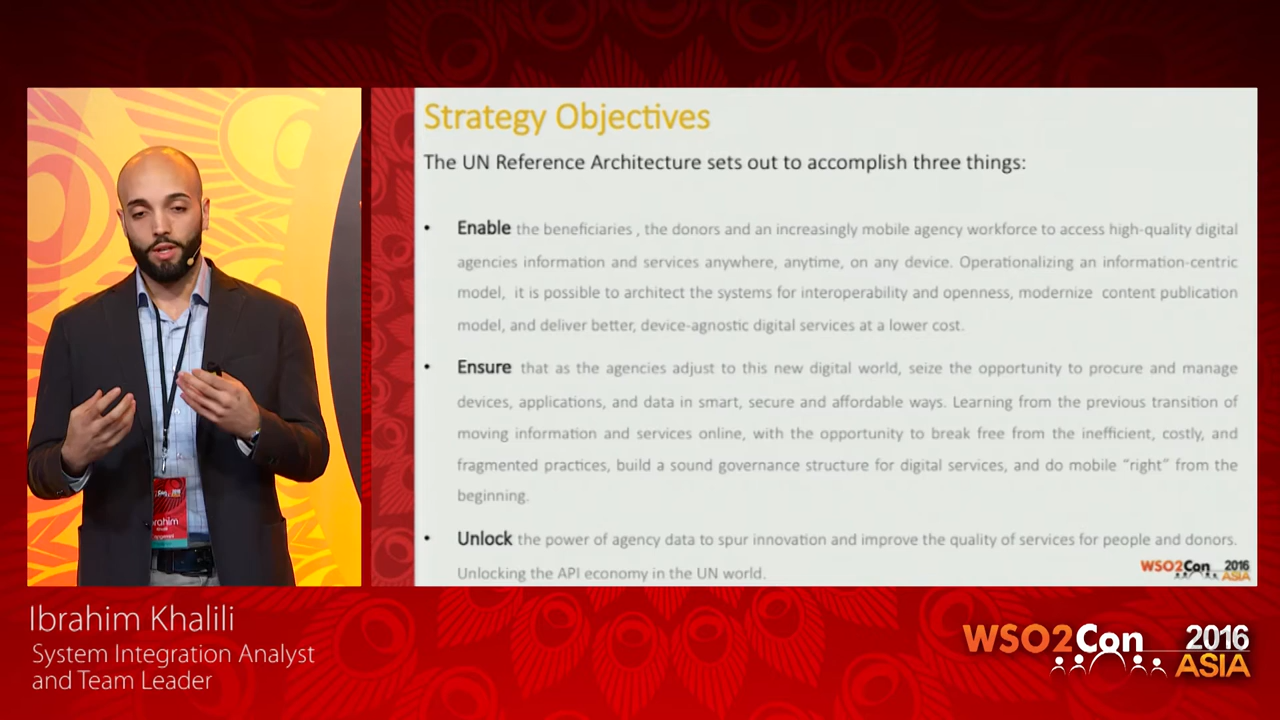 Strategy Objectives
The UN Reference Architecture sets out to accomplish three things:
• Enable the beneficiaries , the donors and an increasingly mobile agency workforce to access high-quality digital
agencies information and services anywhere, anytime, on any device. Operationalizing an information-centric
model, it is possible to architect the systems for interoperability and openness, modernize content publication
model, and deliver better, device-agnostic digital services at a lower cost.
• Ensure that as the agencies adjust to this new digital world, seize the opportunity to procure and manage
devices, applications, and data in smart, secure and affordable ways. Learning from the previous transition of
moving information and services online, with the opportunity to break free from the inefficient, costly, and
fragmented practices, build a sound governance structure for digital services, and do mobile “right” from the
beginning.
• Unlock the power of agency data to spur innovation and improve the quality of services for people and donors.
Unlocking the API economy in the UN world.
WSO2Con 2016
ASIA
Ibrahim Khalili
System Integration Analyst
and Team Leader
WSO2Con 2016
ASIA